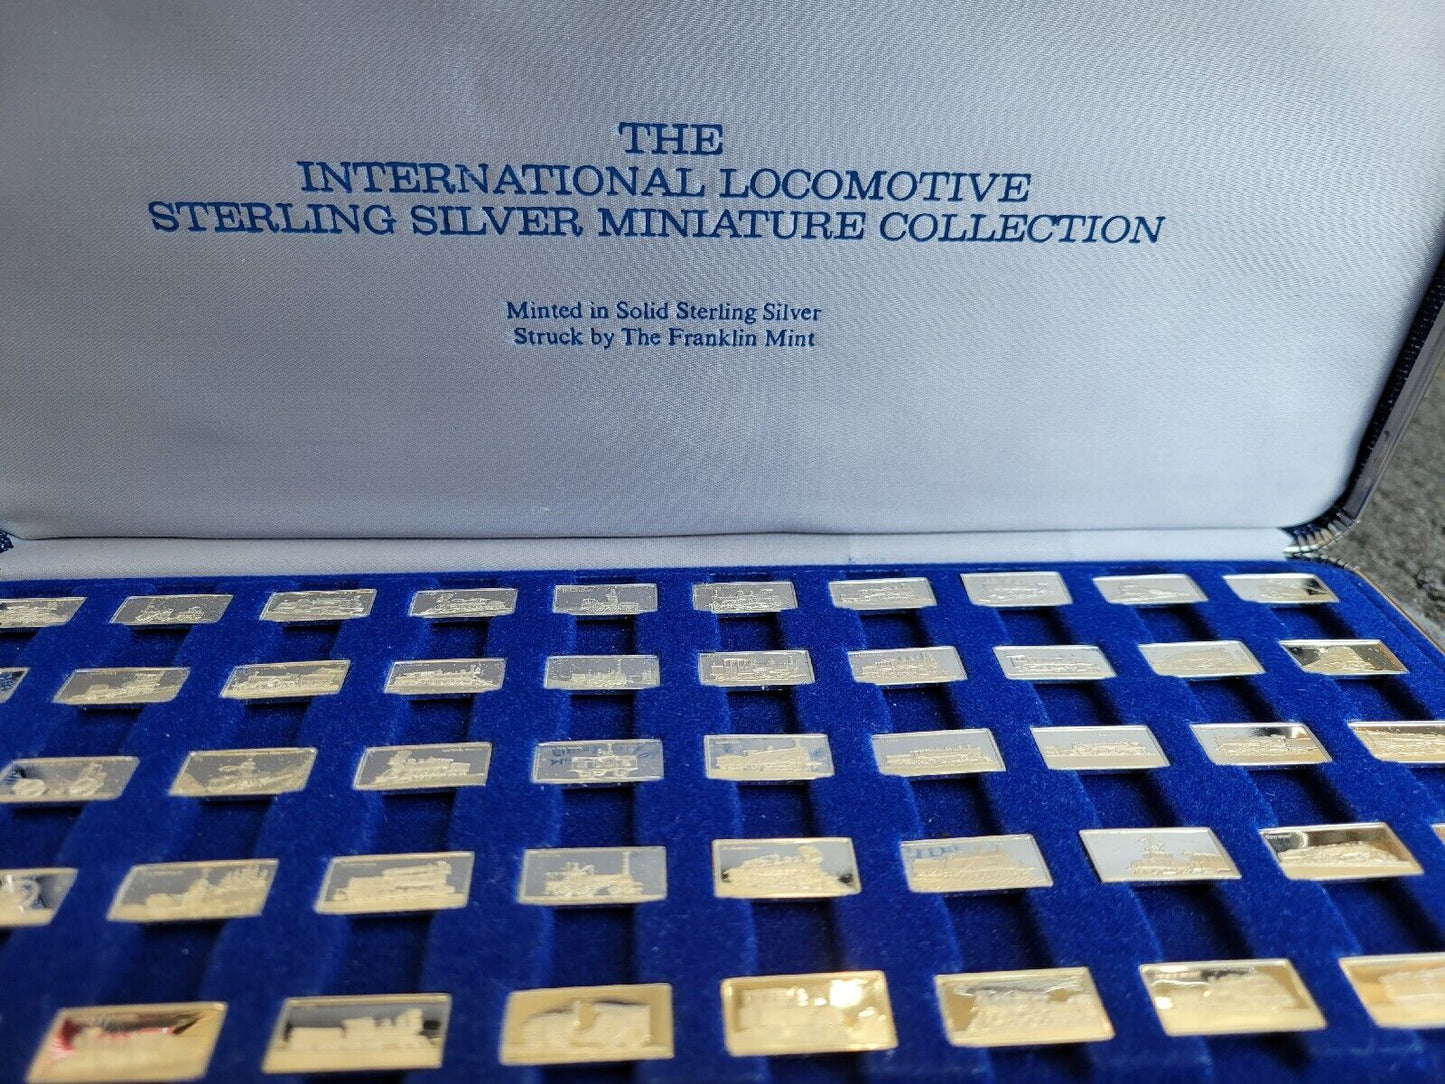 THE
INTERNATIONAL LOCOMOTIVE
STERLING SILVER MINIATURE COLLECTION
Minted in Solid Sterling Silver
Struck by The Franklin Mint